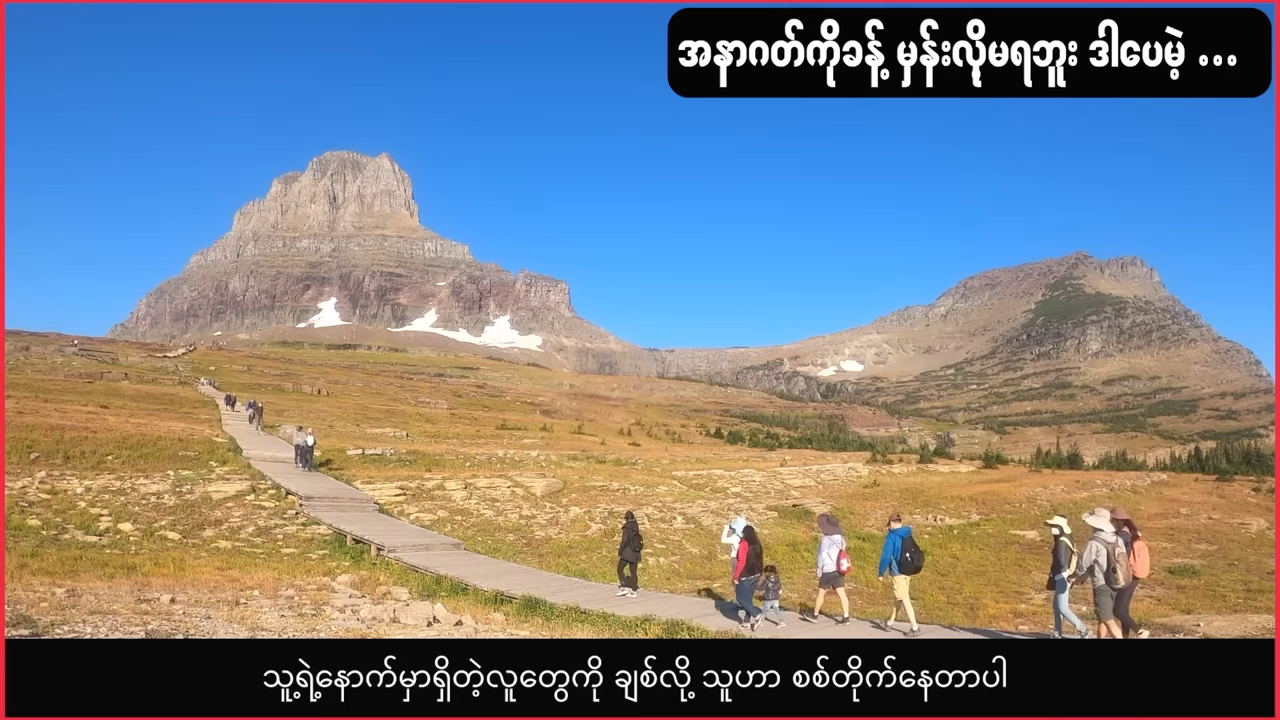 အနာဂတ်ကိုခန့် မှန်းလို့မရဘူး ဒါပေမဲ့ ...
သူ့ရဲ့နောက်မှာရှိတဲ့လူတွေကို ချစ်လို့ သူဟာ စစ်တိုက်နေတာပါ